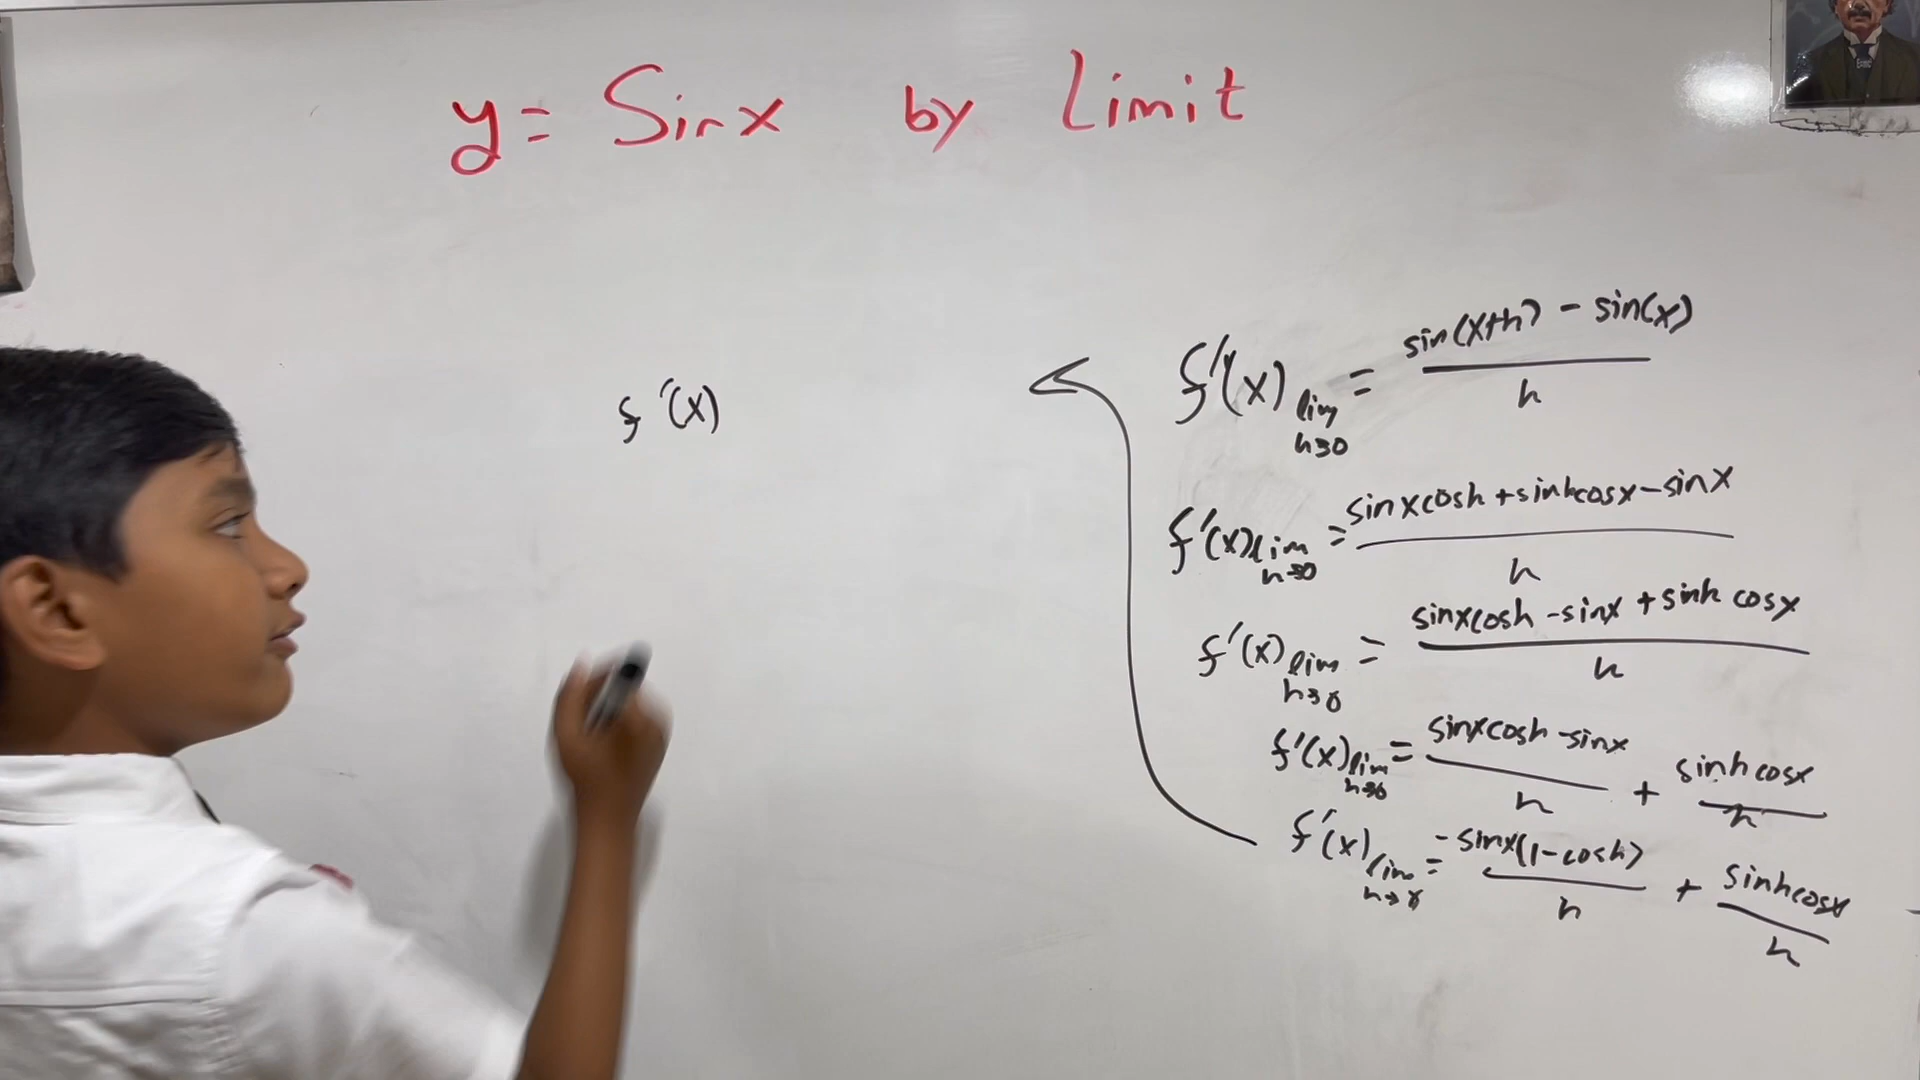 y = Sinx by Limit
f'(x) lim h→0 = sin(x+h) - sin(x) / h
f'(x) lim h→0 = sinxcosh + sinhcosx - sinx / h
f'(x) lim h→0 = sinxcosh - sinx + sinh cosx / h
f'(x) lim h→0 = sinxcosh - sinx / h + sinh cosx / h
f'(x) lim = -sinx(1-cosh) / h + sinhcosx / h
f'(x)